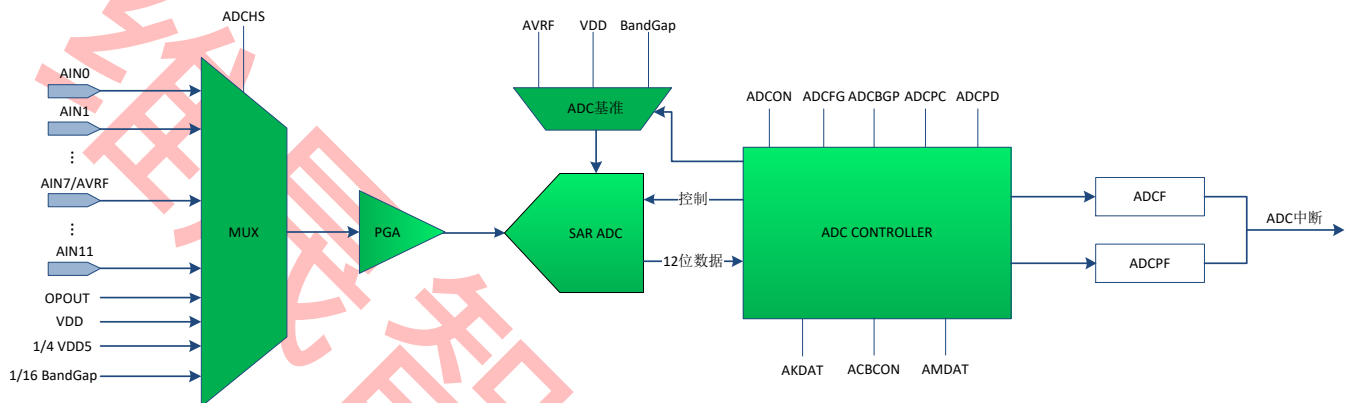 ADCHS
AVRF
VDD
BandGap
AIN0
AIN1
⋮
AIN7/AVRF
⋮
AIN11
OPOUT
VDD
1/4 VDD5
1/16 BandGap
MUX
PGA
ADC基准
SAR ADC
控制
12位数据
ADCON
ADCFG
ADCBGP
ADCPC
ADCPD
ADC CONTROLLER
AKDAT
ACBCON
AMDAT
ADCF
ADCPF
ADC中断
晟
智